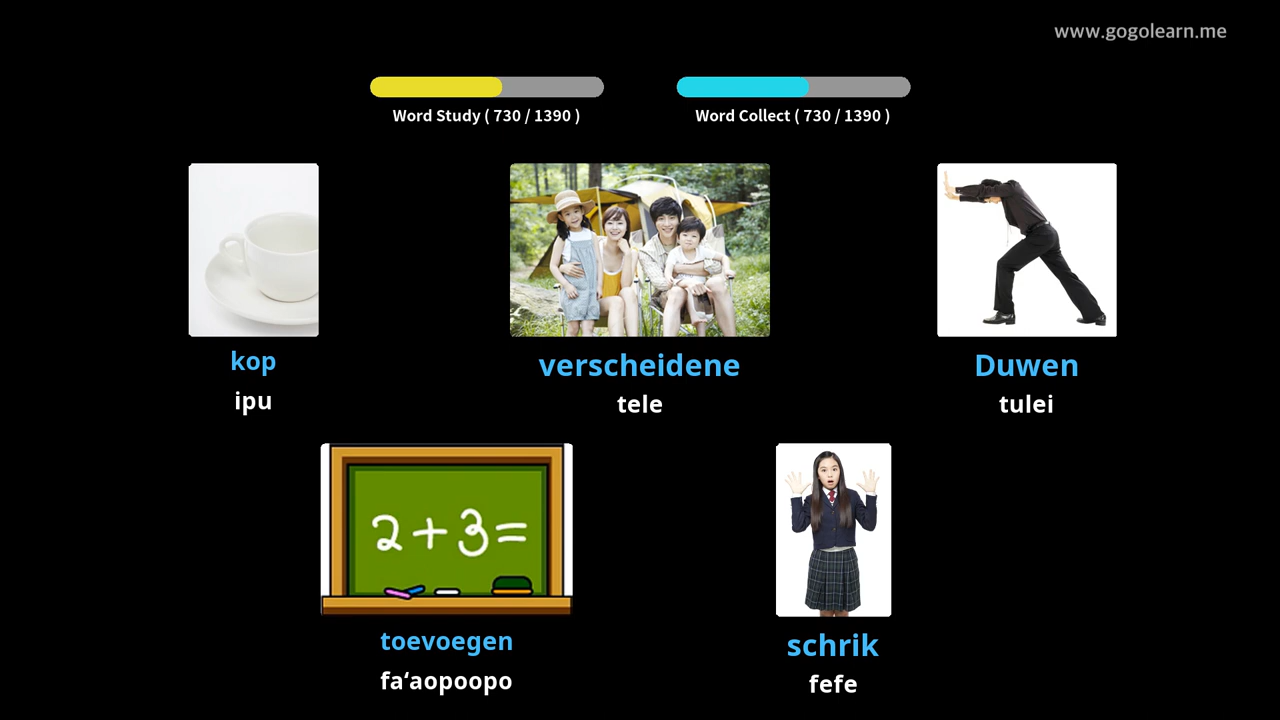 www.gogolearn.me
Word Study ( 730 / 1390 )
Word Collect ( 730 / 1390 )
kop
ipu
verscheidene
tele
Duwen
tulei
2+3=
toevoegen
fa‘aopoopo
schrik
fefe